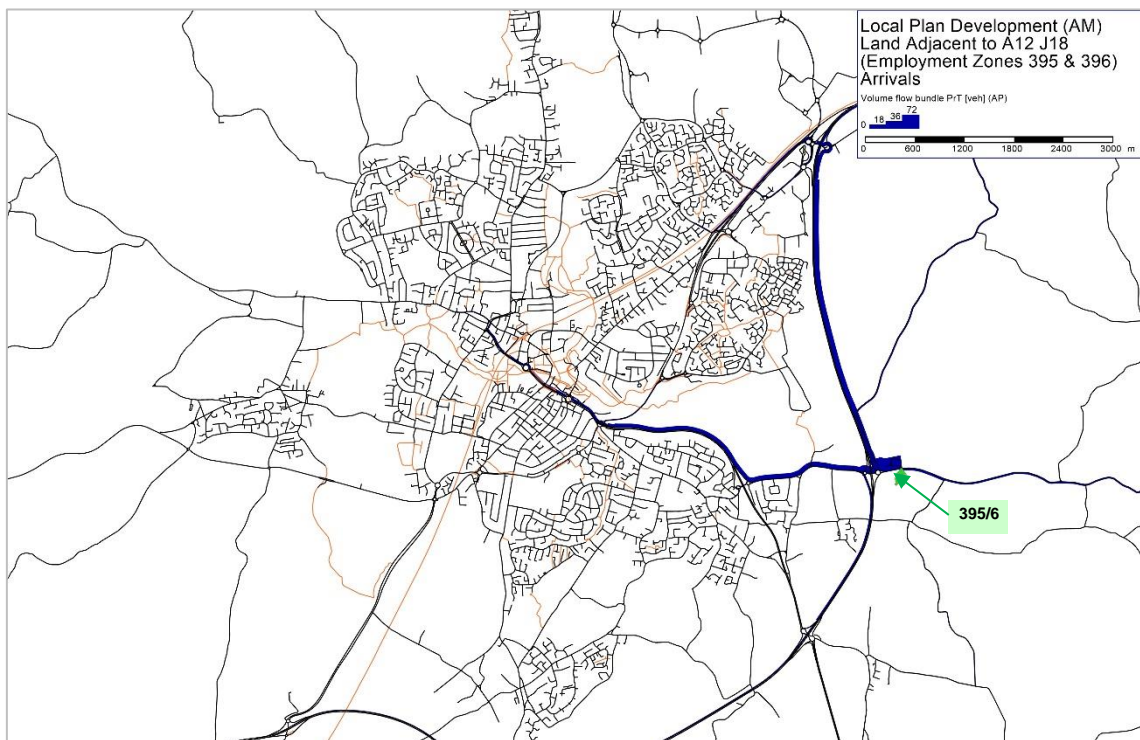 Local Plan Development (AM)
Land Adjacent to A12 J18
(Employment Zones 395 & 396)
Arrivals
Volume flow bundle PrT [veh] (AP)
0 18 36 72
0 600 1200 1800 2400 3000 m
395/6